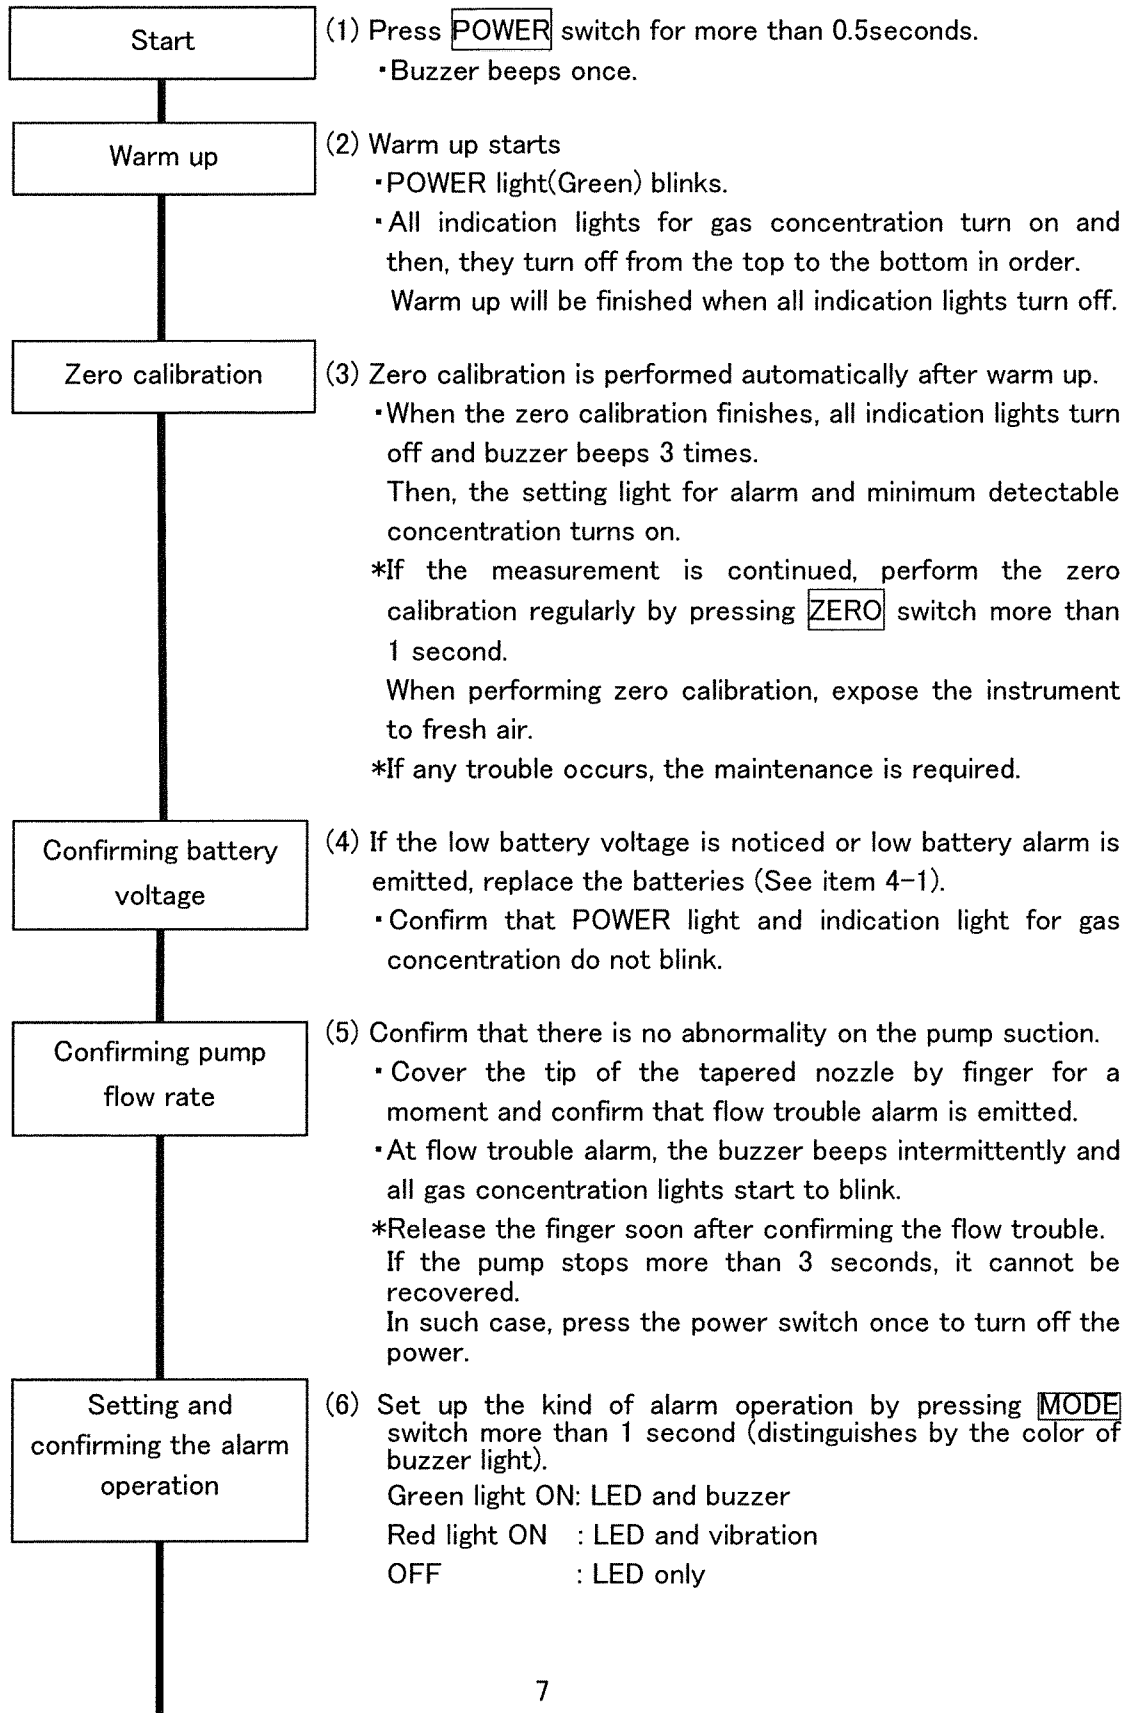 Start
(1) Press POWER switch for more than 0.5seconds.
・Buzzer beeps once.
Warm up
(2) Warm up starts
・POWER light(Green) blinks.
・All indication lights for gas concentration turn on and
then, they turn off from the top to the bottom in order.
Warm up will be finished when all indication lights turn off.
Zero calibration
(3) Zero calibration is performed automatically after warm up.
・When the zero calibration finishes, all indication lights turn
off and buzzer beeps 3 times.
Then, the setting light for alarm and minimum detectable
concentration turns on.
*If the measurement is continued, perform the zero
calibration regularly by pressing ZERO switch more than
1 second.
When performing zero calibration, expose the instrument
to fresh air.
*If any trouble occurs, the maintenance is required.
Confirming battery
voltage
(4) If the low battery voltage is noticed or low battery alarm is
emitted, replace the batteries (See item 4-1).
・Confirm that POWER light and indication light for gas
concentration do not blink.
Confirming pump
flow rate
(5) Confirm that there is no abnormality on the pump suction.
・Cover the tip of the tapered nozzle by finger for a
moment and confirm that flow trouble alarm is emitted.
・At flow trouble alarm, the buzzer beeps intermittently and
all gas concentration lights start to blink.
*Release the finger soon after confirming the flow trouble.
If the pump stops more than 3 seconds, it cannot be
recovered.
In such case, press the power switch once to turn off the
power.
Setting and
confirming the alarm
operation
(6) Set up the kind of alarm operation by pressing MODE
switch more than 1 second (distinguishes by the color of
buzzer light).
Green light ON: LED and buzzer
Red light ON : LED and vibration
OFF : LED only
7